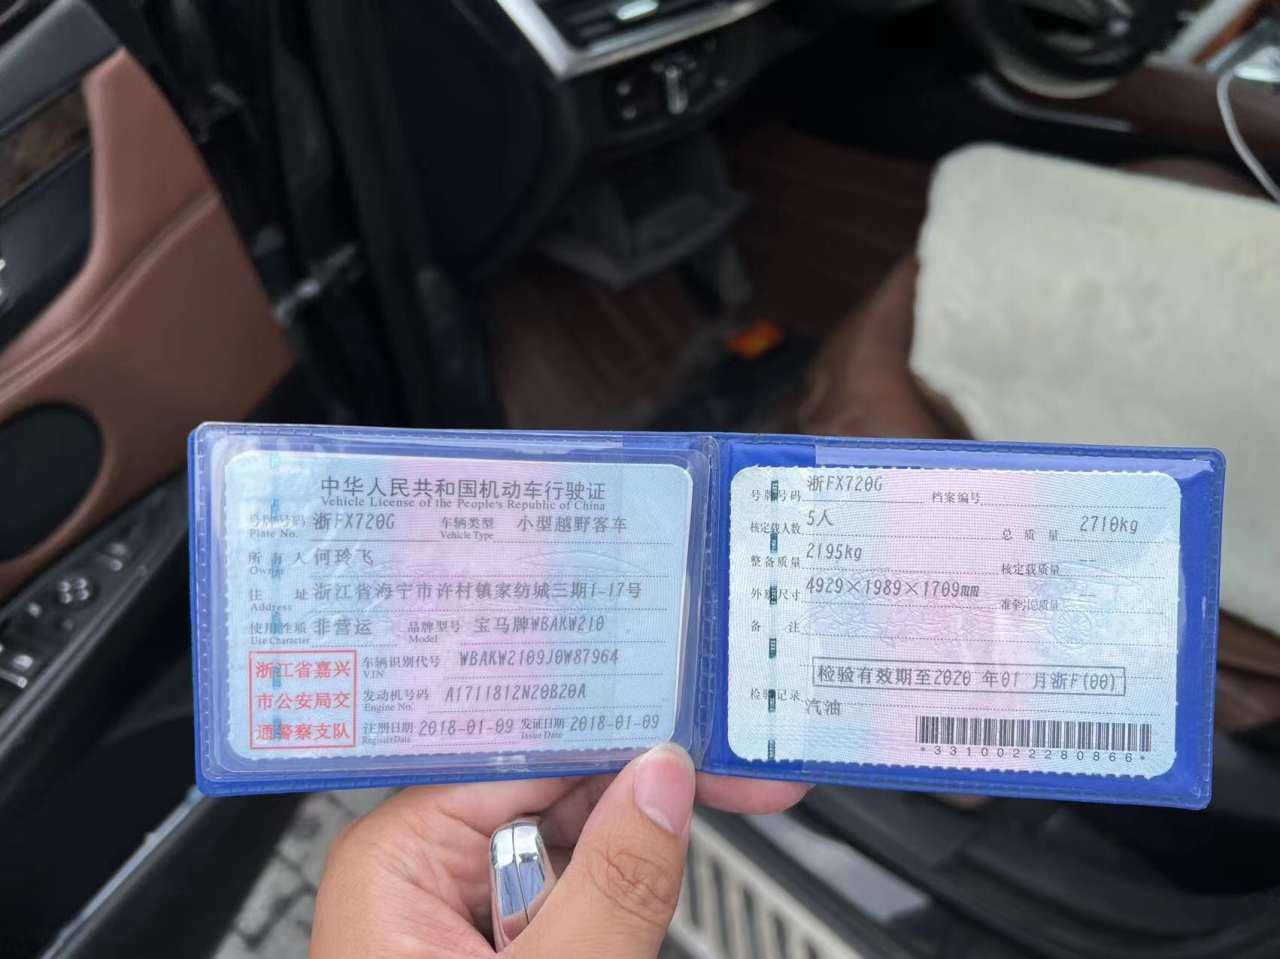 中华人民共和国机动车行驶证
Vehicle License of the People's Republic of China
号牌号码 浙FX720G 车辆类型 小型越野客车
Plate No. Vehicle Type
所有人 何玲飞
Owner
住址 浙江省海宁市许村镇家纺城三期1-17号
Address
使用性质 非营运 品牌型号 宝马牌WBAKW210
Use Character Model
浙江省嘉兴
市公安局交
通警察支队
车辆识别代号 WBAKW2109J0W87964
VIN
发动机号码 A1711812N20B20A
Engine No.
注册日期 2018-01-09 发证日期 2018-01-09
Register Date Issue Date
号牌号码 浙FX720G 档案编号
核定载人数 5人 总质量 2710kg
整备质量 2195kg 核定载质量 --
外廓尺寸 4929×1989×1709mm 准牵引总质量 --
备注
检验有效期至2020年01月浙F(00)
检验记录
汽油
*3310022280866*